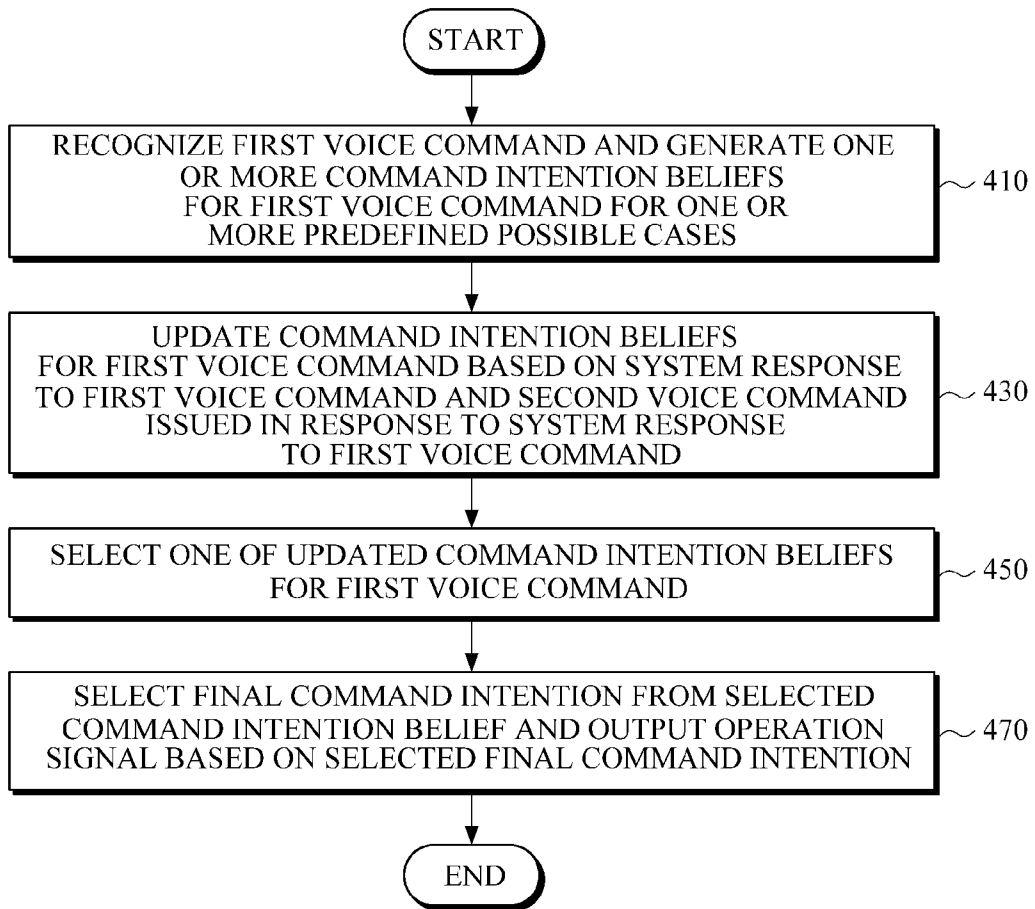 START
RECOGNIZE FIRST VOICE COMMAND AND GENERATE ONE
OR MORE COMMAND INTENTION BELIEFS
FOR FIRST VOICE COMMAND FOR ONE OR
MORE PREDEFINED POSSIBLE CASES
410
UPDATE COMMAND INTENTION BELIEFS
FOR FIRST VOICE COMMAND BASED ON SYSTEM RESPONSE
TO FIRST VOICE COMMAND AND SECOND VOICE COMMAND
ISSUED IN RESPONSE TO SYSTEM RESPONSE
TO FIRST VOICE COMMAND
430
SELECT ONE OF UPDATED COMMAND INTENTION BELIEFS
FOR FIRST VOICE COMMAND
450
SELECT FINAL COMMAND INTENTION FROM SELECTED
COMMAND INTENTION BELIEF AND OUTPUT OPERATION
SIGNAL BASED ON SELECTED FINAL COMMAND INTENTION
470
END